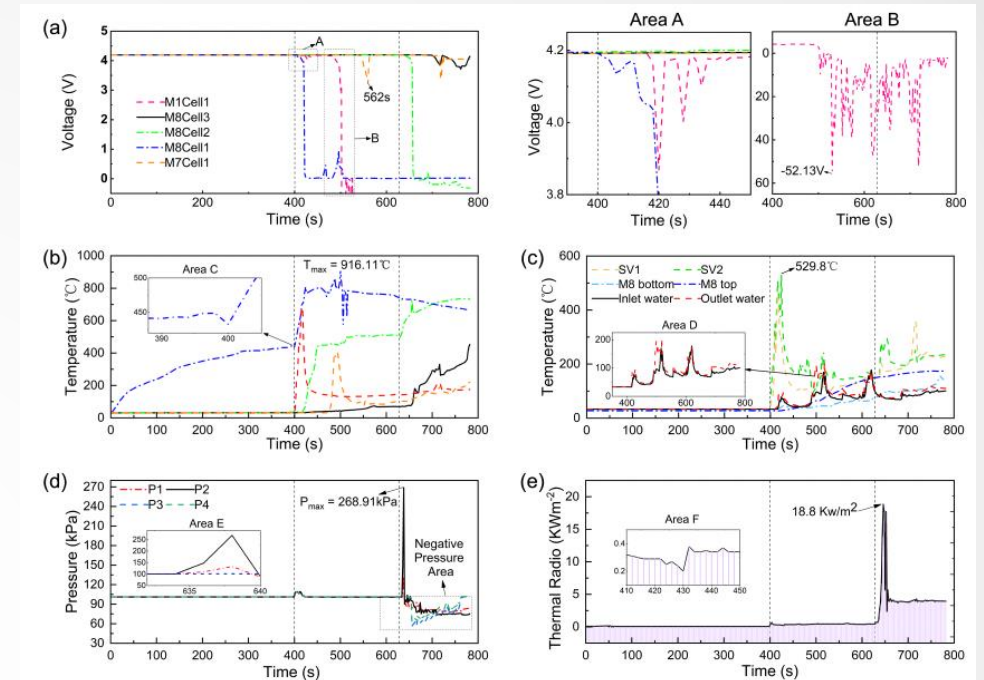 (a)
5
4
3
2
1
0
Voltage (V)
A
B
562s
M1Cell1
M8Cell3
M8Cell2
M8Cell1
M7Cell1
0 200 400 600 800
Time (s)
Area A
4.2
4.0
3.8
Voltage (V)
400 420 440
Time (s)
Area B
0
20
40
60
-52.13V
400 600 800
Time (s)
(b)
1000
800
600
400
200
0
Temperature (℃)
Area C
500
450
390 400
Tmax = 916.11℃
0 100 200 300 400 500 600 700 800
Time (s)
(c)
600
400
200
0
Temperature (℃)
SV1 SV2
M8 bottom M8 top
Inlet water Outlet water
529.8℃
Area D
200
100
0
400 600 800
0 100 200 300 400 500 600 700 800
Time (s)
(d)
270
240
210
180
150
120
90
60
30
Pressure (kPa)
P1 P2
P3 P4
Area E
250
200
150
100
50
635 640
Pmax = 268.91kPa
Negative
Pressure
Area
0 100 200 300 400 500 600 700 800
Time (s)
(e)
20
15
10
5
0
Thermal Radio (KWm-2)
18.8 Kw/m2
Area F
0.4
0.2
410 420 430 440 450
0 100 200 300 400 500 600 700 800
Time (s)